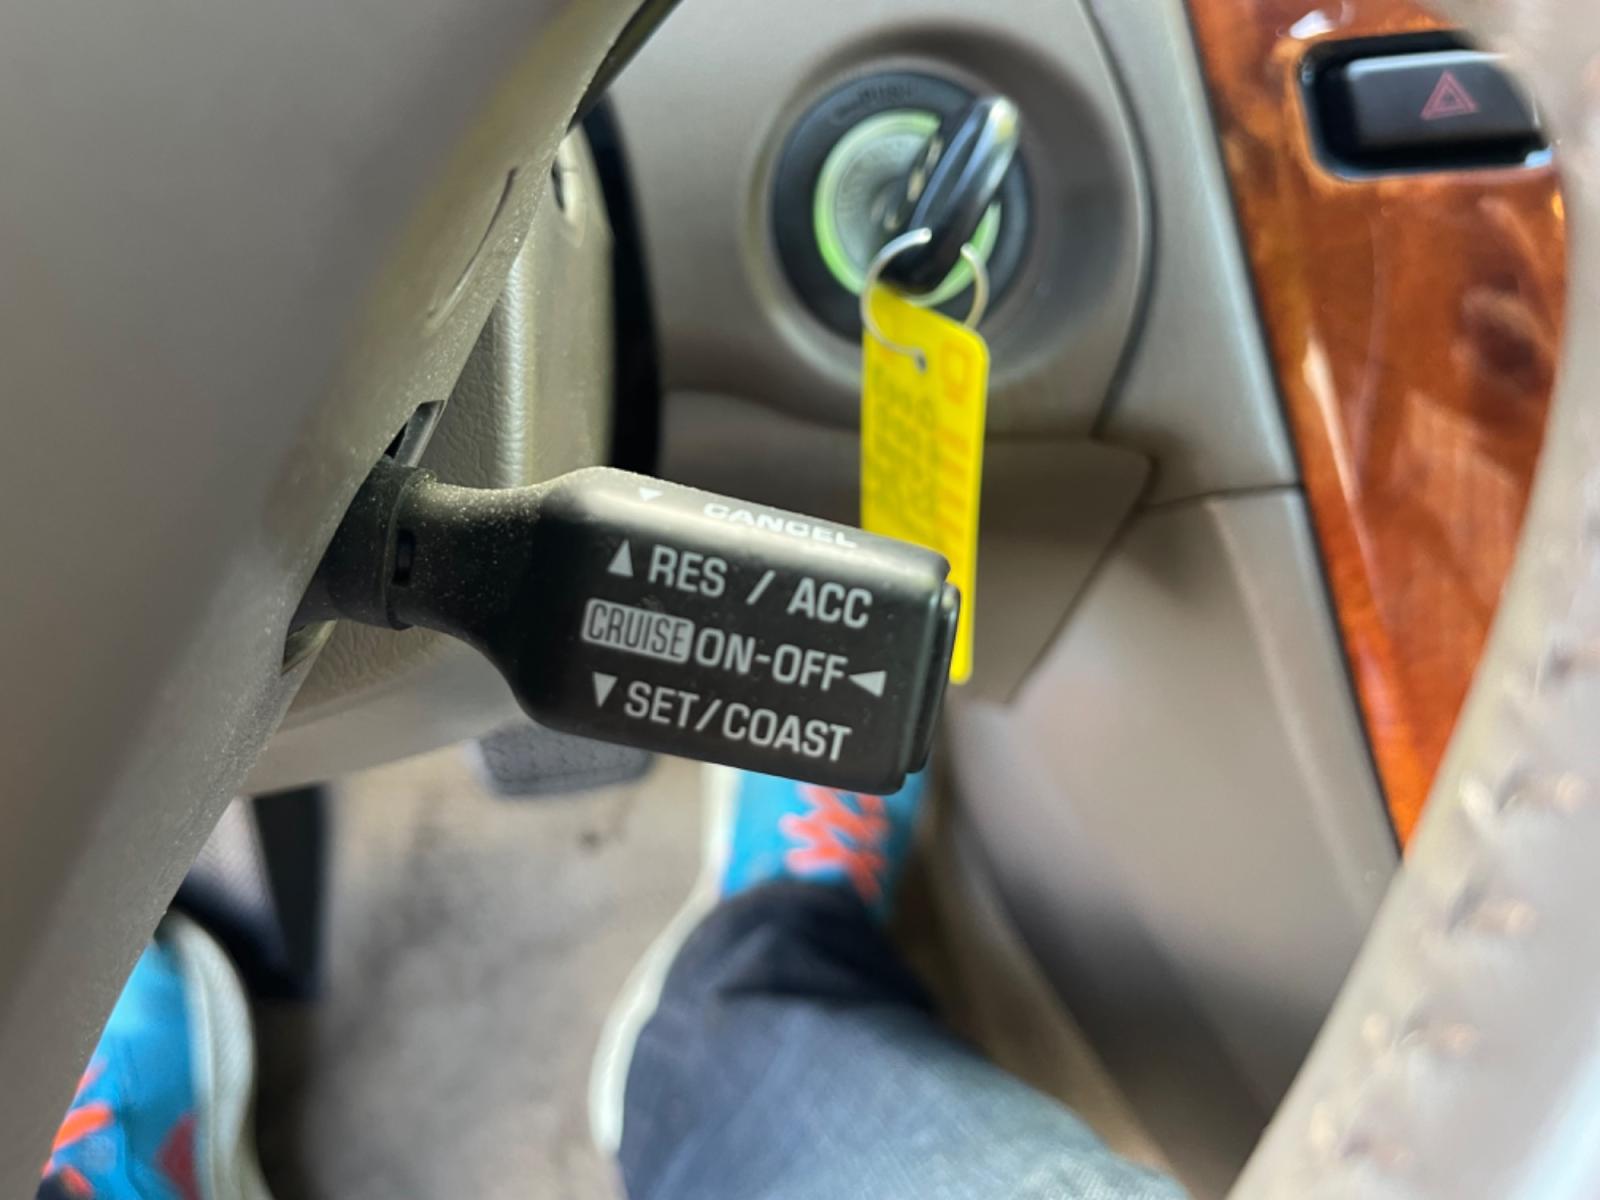 CANCEL
▲ RES / ACC
CRUISE ON-OFF ◀
▼ SET/COAST